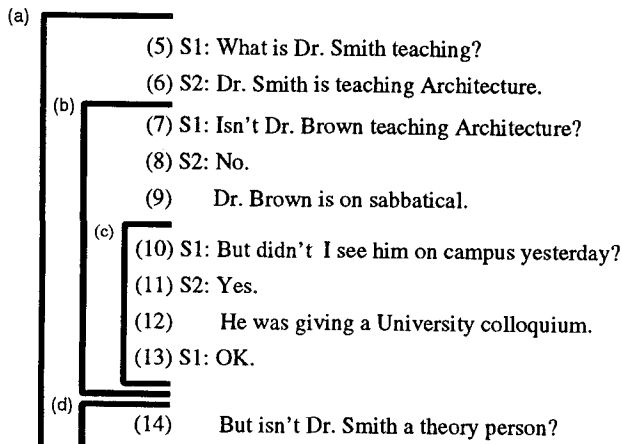 (a)
(5) S1: What is Dr. Smith teaching?
(6) S2: Dr. Smith is teaching Architecture.
(b)
(7) S1: Isn't Dr. Brown teaching Architecture?
(8) S2: No.
(9) Dr. Brown is on sabbatical.
(c)
(10) S1: But didn't I see him on campus yesterday?
(11) S2: Yes.
(12) He was giving a University colloquium.
(13) S1: OK.
(d)
(14) But isn't Dr. Smith a theory person?